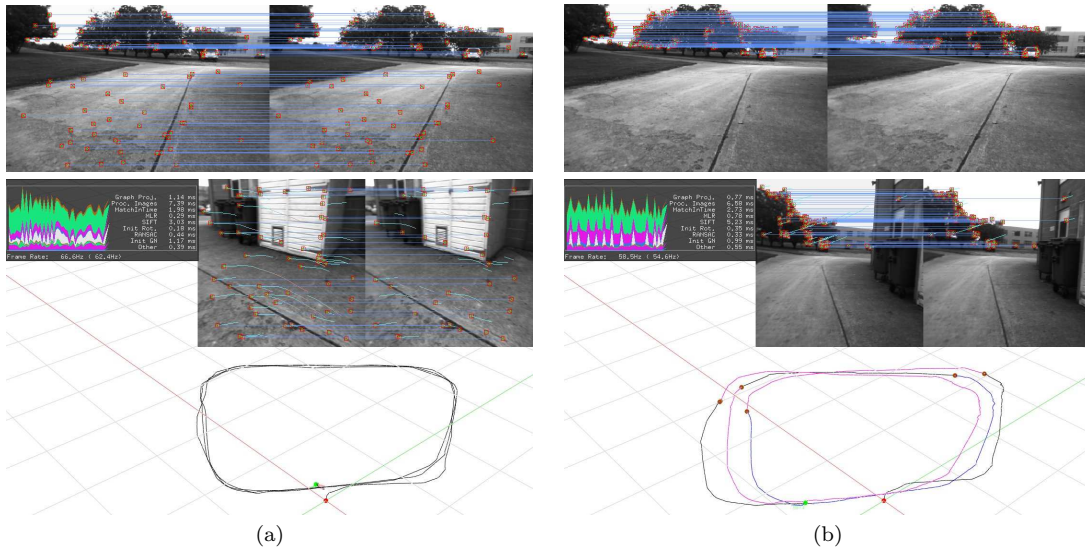 Graph Proj. 1.14 ms
Proc. Images 7.39 ms
MatchInTime 1.98 ms
HLR 0.29 ms
SIFT 3.03 ms
Init Rot. 0.18 ms
RANSAC 0.44 ms
Init GN 1.17 ms
Other 0.39 ms
Frame Rate: 66.6Hz ( 62.4Hz)
Graph Proj. 0.77 ms
Proc. Images 6.58 ms
MatchInTime 2.73 ms
HLR 0.78 ms
SIFT 5.23 ms
Init Rot. 0.35 ms
RANSAC 0.33 ms
Init GN 0.99 ms
Other 0.55 ms
Frame Rate: 58.5Hz ( 54.6Hz)
(a)
(b)